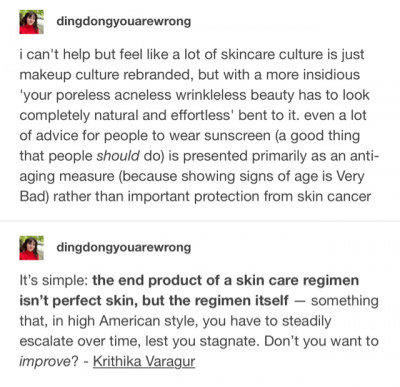 dingdongyouarewrong
i can't help but feel like a lot of skincare culture is just
makeup culture rebranded, but with a more insidious
'your poreless acneless wrinkleless beauty has to look
completely natural and effortless' bent to it. even a lot
of advice for people to wear sunscreen (a good thing
that people should do) is presented primarily as an anti-
aging measure (because showing signs of age is Very
Bad) rather than important protection from skin cancer
dingdongyouarewrong
It’s simple: the end product of a skin care regimen
isn’t perfect skin, but the regimen itself — something
that, in high American style, you have to steadily
escalate over time, lest you stagnate. Don’t you want to
improve? - Krithika Varagur